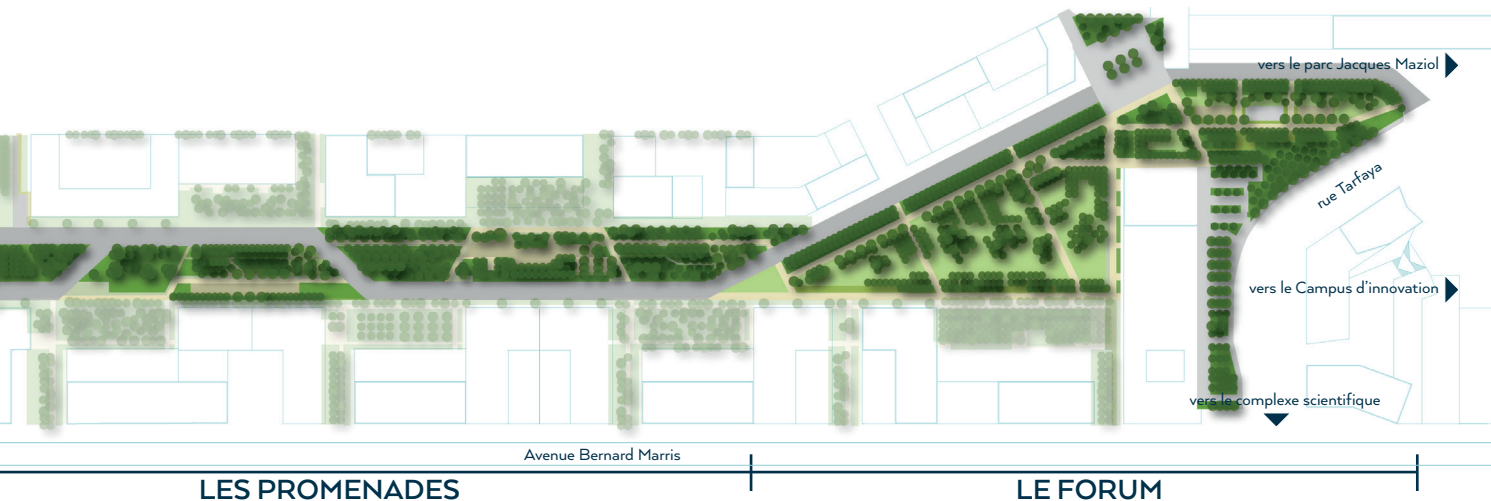 vers le parc Jacques Maziol
rue Tarfaya
vers le Campus d'innovation
vers le complexe scientifique
Avenue Bernard Marris
LES PROMENADES
LE FORUM